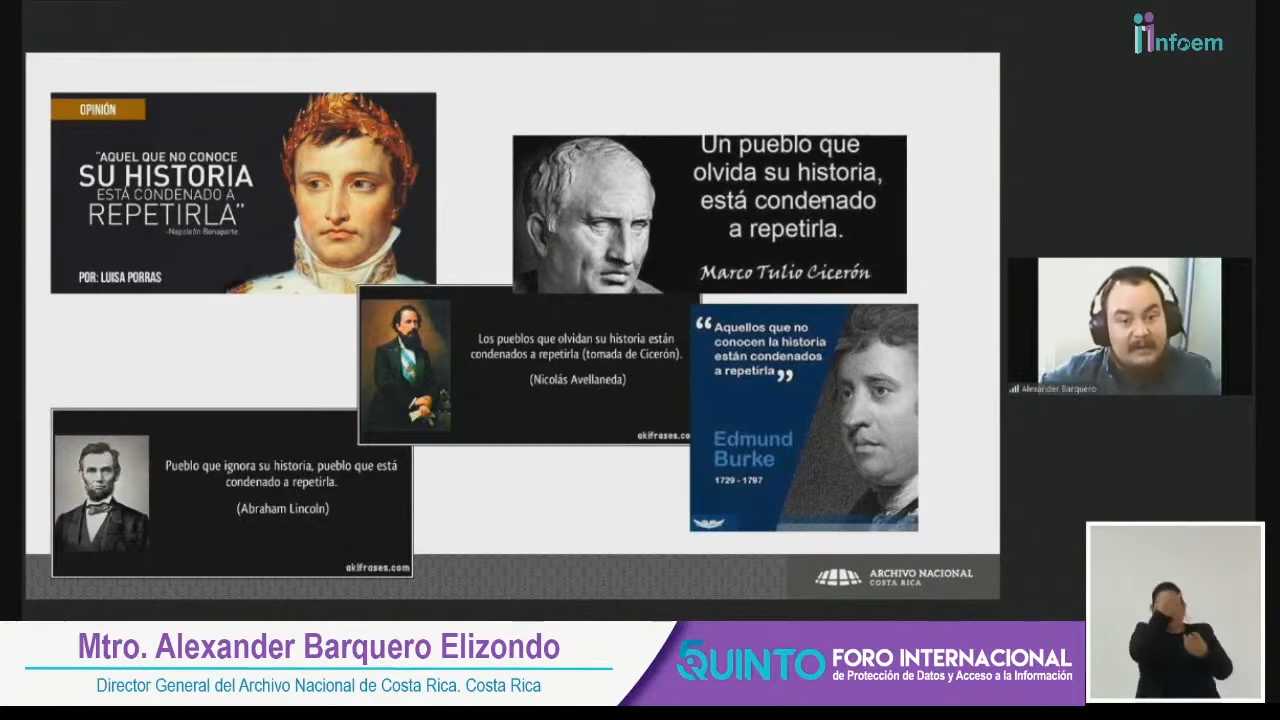 infoem
OPINIÓN
"AQUEL QUE NO CONOCE
SU HISTORIA
ESTÁ CONDENADO A
REPETIRLA"
-Napoleón Bonaparte.
POR: LUISA PORRAS
Un pueblo que
olvida su historia,
está condenado
a repetirla.
Marco Tulio Cicerón
Los pueblos que olvidan su historia están
condenados a repetirla (tomada de Cicerón).
(Nicolás Avellaneda)
akifrases.co
“ Aquellos que no
conocen la historia
están condenados
a repetirla ”
Edmund
Burke
1729 - 1797
Pueblo que ignora su historia, pueblo que está
condenado a repetirla.
(Abraham Lincoln)
akifrases.com
ARCHIVO NACIONAL
COSTA RICA
Alexander Barquero
Mtro. Alexander Barquero Elizondo
Director General del Archivo Nacional de Costa Rica. Costa Rica
5 QUINTO FORO INTERNACIONAL
de Protección de Datos y Acceso a la Información